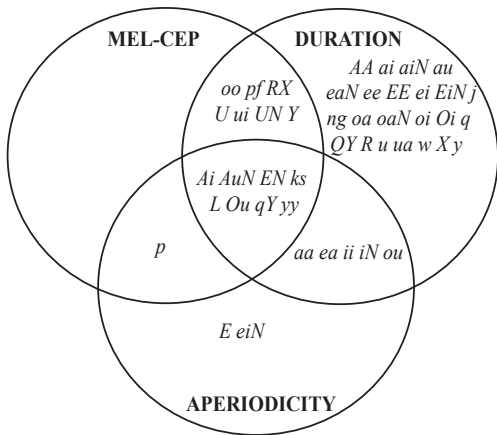 MEL-CEP
DURATION
AA ai aiN au
eaN ee EE ei EiN j
ng oa oaN oi Oi q
QY R u ua w X y
oo pf RX
U ui UN Y
Ai AuN EN ks
L Ou qY yy
p
aa ea ii iN ou
E eiN
APERIODICITY